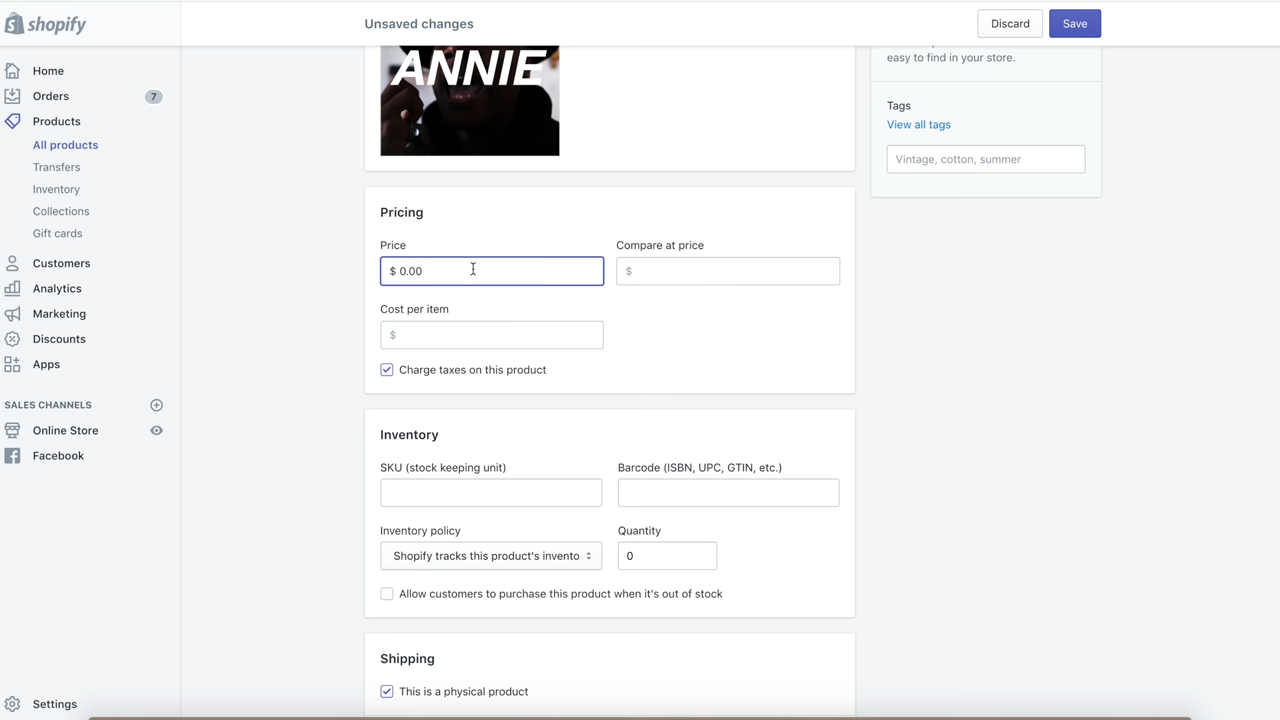 shopify
Unsaved changes
Discard
Save
Home
Orders
7
Products
All products
Transfers
Inventory
Collections
Gift cards
Customers
Analytics
Marketing
Discounts
Apps
SALES CHANNELS
Online Store
Facebook
Settings
ANNIE
Pricing
Price
Compare at price
$ 0.00
$
Cost per item
$
Charge taxes on this product
Inventory
SKU (stock keeping unit)
Barcode (ISBN, UPC, GTIN, etc.)
Inventory policy
Quantity
Shopify tracks this product's invento
0
Allow customers to purchase this product when it's out of stock
Shipping
This is a physical product
easy to find in your store.
Tags
View all tags
Vintage, cotton, summer